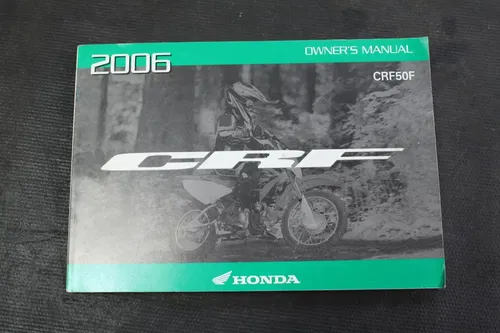 2006
OWNER'S MANUAL
CRF50F
CRF
HONDA